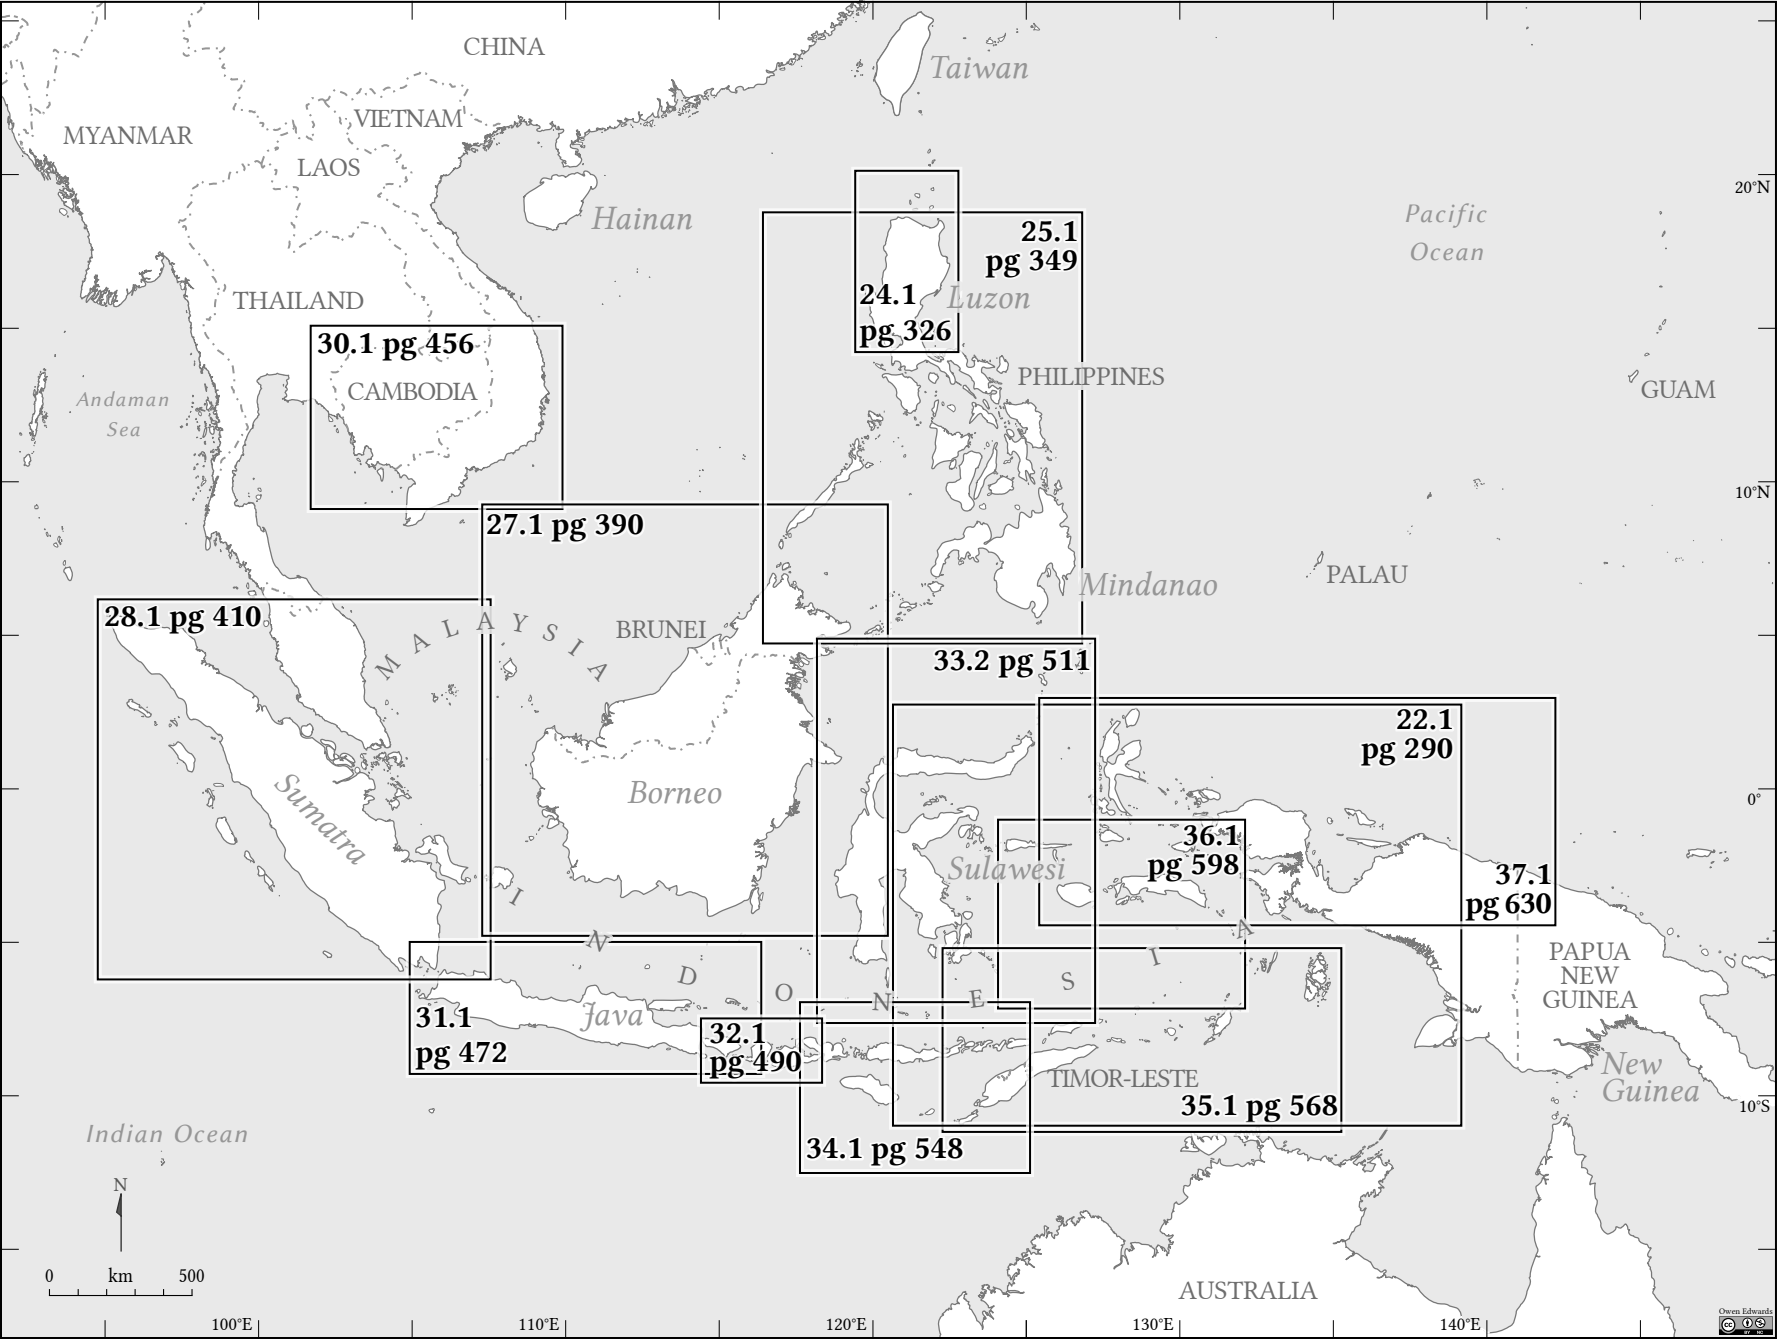 CHINA
Taiwan
VIETNAM
MYANMAR
LAOS
20°N
Hainan
Pacific
Ocean
25.1
pg 349
THAILAND
24.1
Luzon
pg 326
30.1 pg 456
PHILIPPINES
CAMBODIA
GUAM
Andaman
Sea
10°N
27.1 pg 390
PALAU
Mindanao
28.1 pg 410
MALAYSIA
BRUNEI
33.2 pg 511
22.1
pg 290
Sumatra
Borneo
0°
36.1
pg 598
Sulawesi
37.1
pg 630
INDONESIA
PAPUA
NEW
GUINEA
31.1
pg 472
Java
32.1
pg 490
New
Guinea
TIMOR-LESTE
35.1 pg 568
10°S
Indian Ocean
34.1 pg 548
N
0 km 500
AUSTRALIA
100°E 110°E 120°E 130°E 140°E
Owen Edwards
CC
BY NC